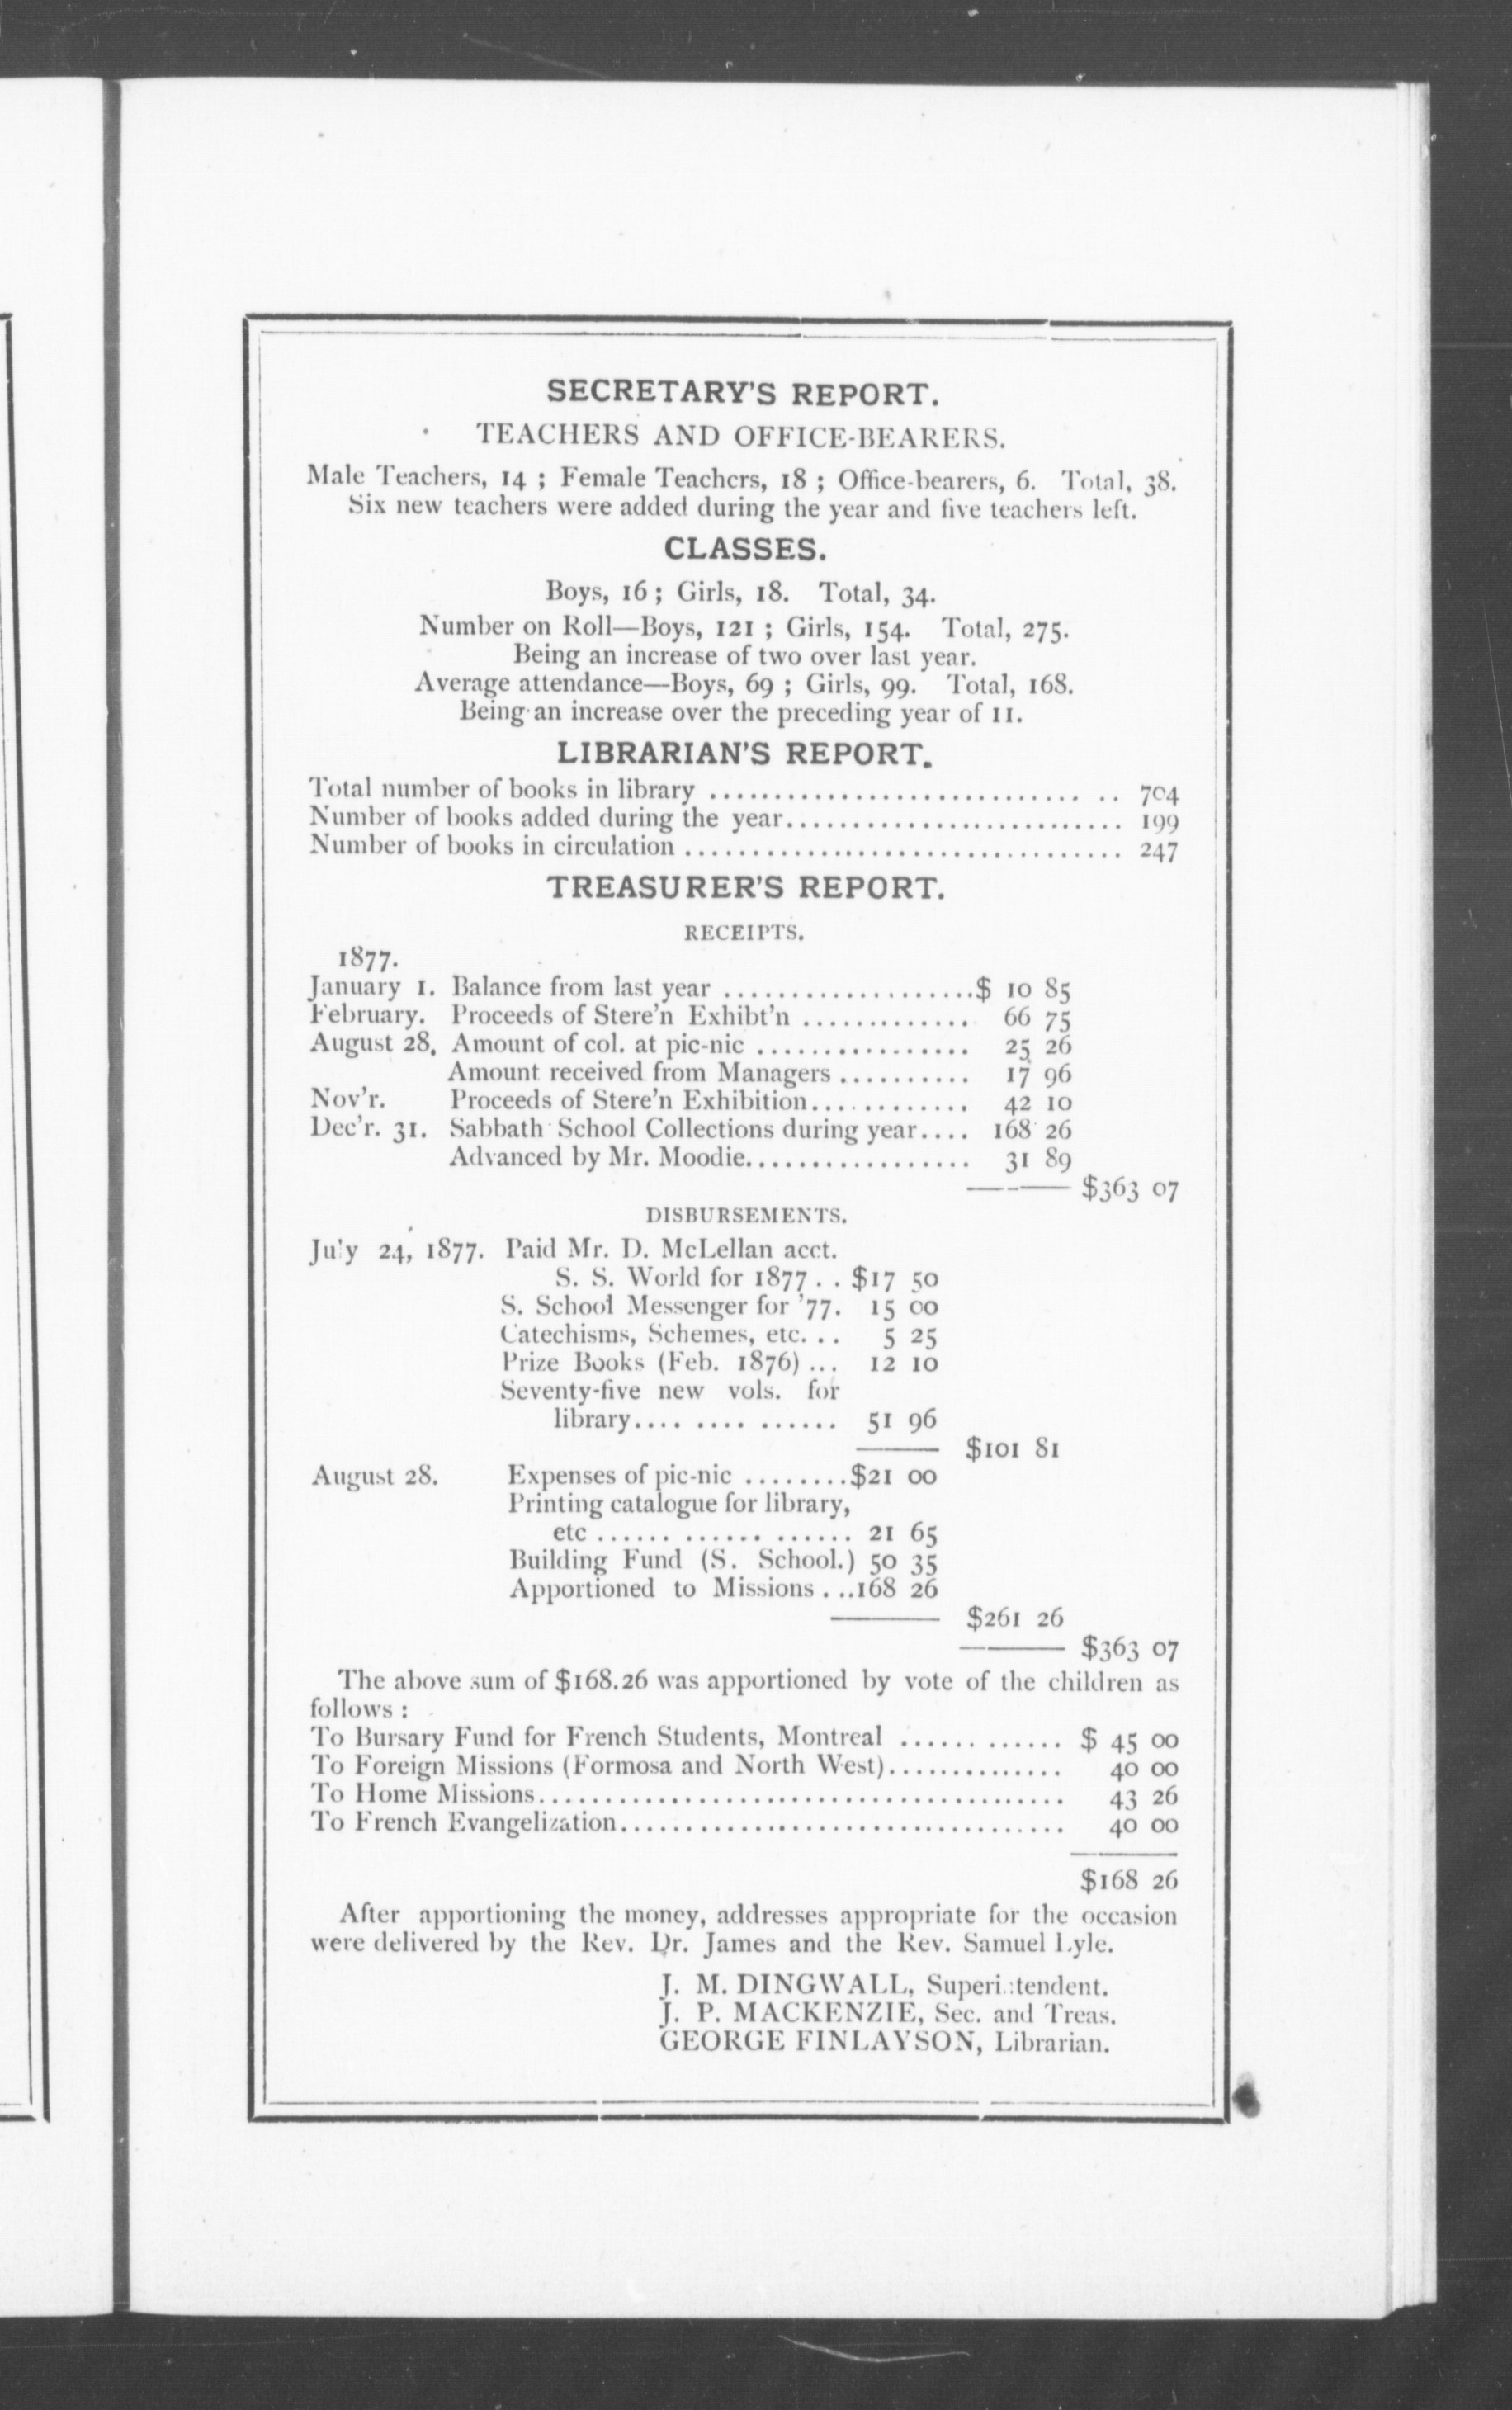 SECRETARY'S REPORT.
TEACHERS AND OFFICE-BEARERS.
Male Teachers, 14 ; Female Teachers, 18 ; Office-bearers, 6. Total, 38.
Six new teachers were added during the year and five teachers left.
CLASSES.
Boys, 16 ; Girls, 18. Total, 34.
Number on Roll—Boys, 121 ; Girls, 154. Total, 275.
Being an increase of two over last year.
Average attendance—Boys, 69 ; Girls, 99. Total, 168.
Being an increase over the preceding year of 11.
LIBRARIAN'S REPORT.
Total number of books in library .............................. .. 704
Number of books added during the year.......................... 199
Number of books in circulation ................................. 247
TREASURER'S REPORT.
RECEIPTS.
1877.
January 1. Balance from last year ...................$ 10 85
February. Proceeds of Stere'n Exhibt'n ............. 66 75
August 28, Amount of col. at pic-nic ................ 25 26
Amount received from Managers .......... 17 96
Nov'r. Proceeds of Stere'n Exhibition............ 42 10
Dec'r. 31. Sabbath School Collections during year.... 168 26
Advanced by Mr. Moodie................. 31 89
$363 07
DISBURSEMENTS.
July 24, 1877. Paid Mr. D. McLellan acct.
S. S. World for 1877 . . $17 50
S. School Messenger for '77. 15 00
Catechisms, Schemes, etc. . . 5 25
Prize Books (Feb. 1876) ... 12 10
Seventy-five new vols. for
library.... .... ...... 51 96
$101 81
August 28. Expenses of pic-nic ........$21 00
Printing catalogue for library,
etc ...... ...... ...... 21 65
Building Fund (S. School.) 50 35
Apportioned to Missions . ..168 26
$261 26
$363 07
The above sum of $168.26 was apportioned by vote of the children as
follows :
To Bursary Fund for French Students, Montreal ...... ...... $ 45 00
To Foreign Missions (Formosa and North West).............. 40 00
To Home Missions........................................ 43 26
To French Evangelization.................................. 40 00
$168 26
After apportioning the money, addresses appropriate for the occasion
were delivered by the Rev. Dr. James and the Rev. Samuel Lyle.
J. M. DINGWALL, Superintendent.
J. P. MACKENZIE, Sec. and Treas.
GEORGE FINLAYSON, Librarian.